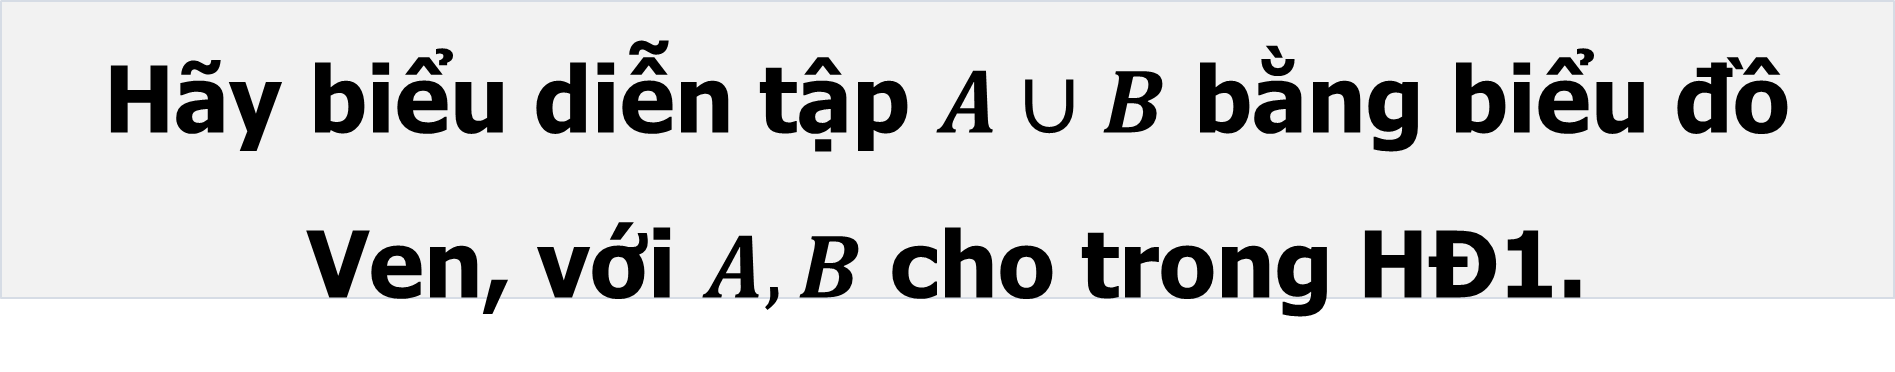 Hãy biểu diễn tập A ∪ B bằng biểu đồ
Ven, với A, B cho trong HĐ1.